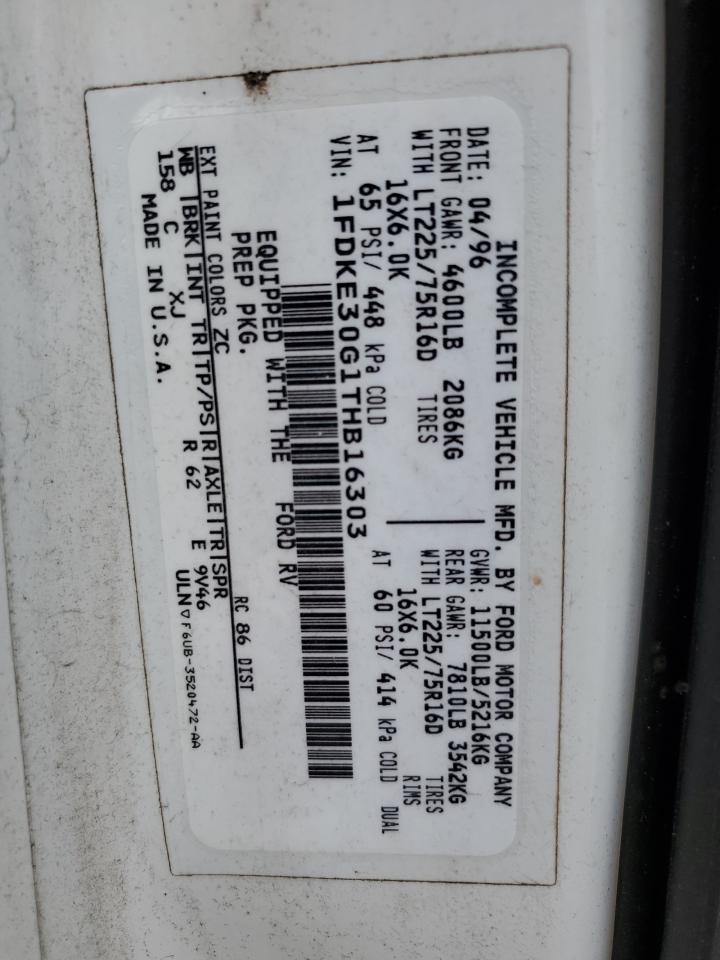 INCOMPLETE VEHICLE MFD. BY FORD MOTOR COMPANY
DATE: 04/96 GVWR: 11500LB/5216KG
FRONT GAWR: 4600LB 2086KG REAR GAWR: 7810LB 3542KG
WITH LT225/75R16D TIRES WITH LT225/75R16D TIRES
16X6.0K 16X6.0K RIMS
AT 65 PSI/ 448 kPa COLD AT 60 PSI/ 414 kPa COLD DUAL
VIN: 1FDKE30G1THB16303
EQUIPPED WITH THE FORD RV
PREP PKG.
EXT PAINT COLORS ZC RC 86 DIST
WB BRK INT TR TP/PS R AXLE TR SPR
158 C XJ R 62 E 9V46
MADE IN U.S.A. ULN ▽ F6UB-3520472-AA